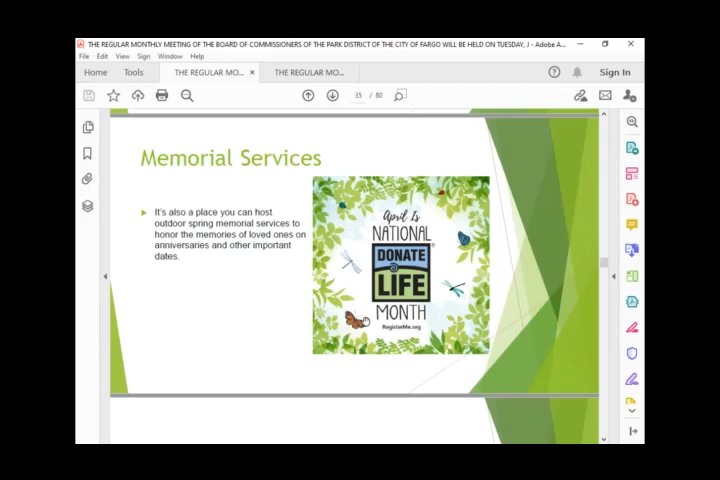 THE REGULAR MONTHLY MEETING OF THE BOARD OF COMMISSIONERS OF THE PARK DISTRICT OF THE CITY OF FARGO WILL BE HELD ON TUESDAY, J - Adobe A...
File Edit View Sign Window Help
Home Tools THE REGULAR MO... × THE REGULAR MO... Sign In
35 / 80
Memorial Services
It's also a place you can host
outdoor spring memorial services to
honor the memories of loved ones on
anniversaries and other important
dates.
April Is
NATIONAL
DONATE
LIFE
MONTH
RegisterMe.org